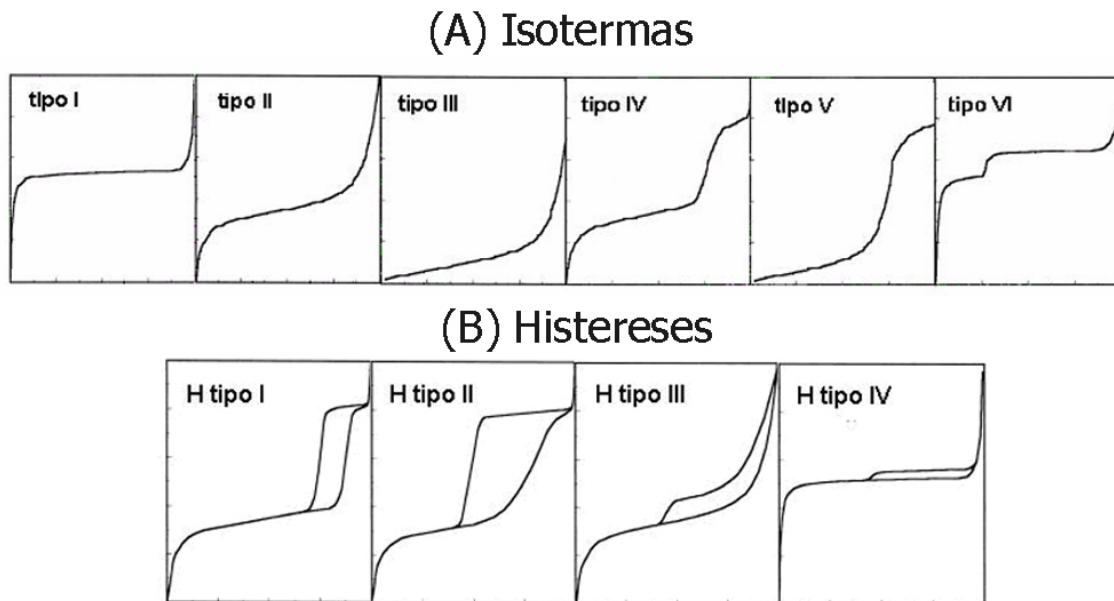 (A) Isotermas
tipo I
tipo II
tipo III
tipo IV
tipo V
tipo VI
(B) Histereses
H tipo I
H tipo II
H tipo III
H tipo IV